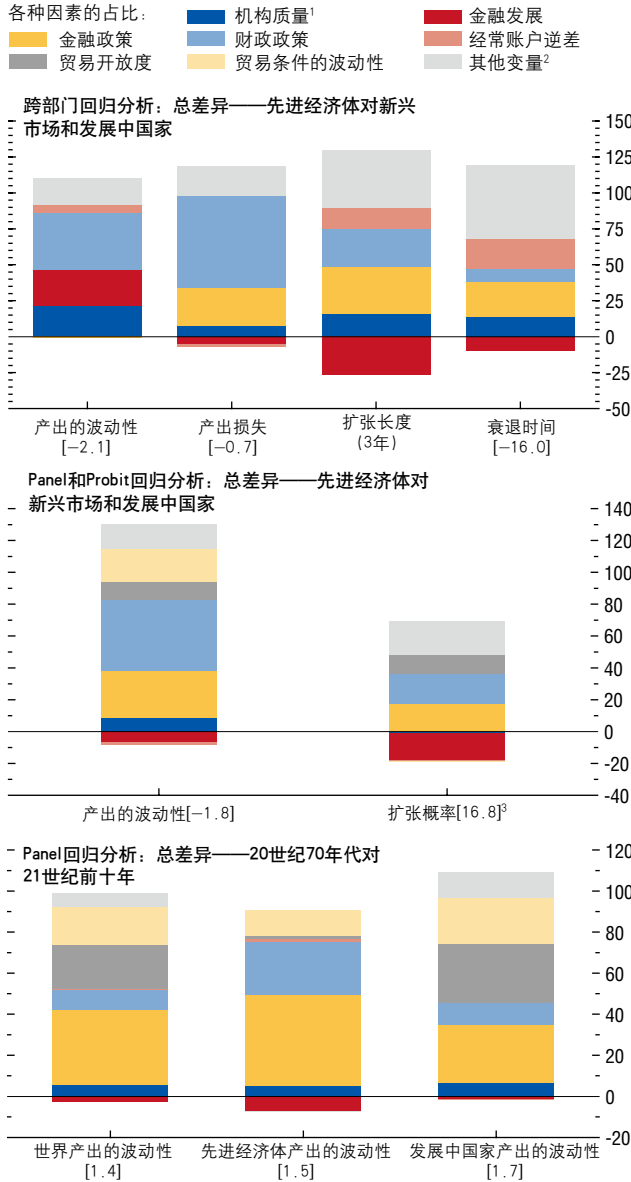 各种因素的占比：
机构质量1
金融发展
金融政策
财政政策
经常账户逆差
贸易开放度
贸易条件的波动性
其他变量2
跨部门回归分析：总差异——先进经济体对新兴
市场和发展中国家
150
125
100
75
50
25
0
-25
-50
产出的波动性
[−2.1]
产出损失
[−0.7]
扩张长度
(3年)
衰退时间
[−16.0]
Panel和Probit回归分析：总差异——先进经济体对
新兴市场和发展中国家
140
120
100
80
60
40
20
0
-20
-40
产出的波动性[−1.8]
扩张概率[16.8]3
Panel回归分析：总差异——20世纪70年代对
21世纪前十年
120
100
80
60
40
20
0
-20
世界产出的波动性
[1.4]
先进经济体产出的波动性
[1.5]
发展中国家产出的波动性
[1.7]